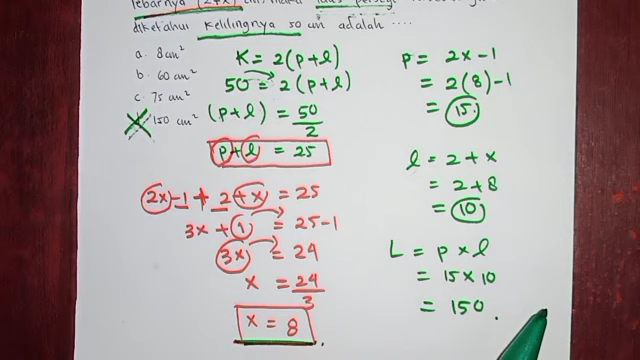 lebarnya (2+x) cm, maka luas persegi
diketahui kelilingnya 50 cm adalah ....
a. 8 cm²
b. 60 cm²
c. 75 cm²
150 cm²
K = 2 (p+l)
50 = 2 (p+l)
(p+l) = 50/2
p+l = 25
2x-1 + 2+x = 25
3x + 1 = 25-1
3x = 24
x = 24/3
x = 8
p = 2x-1
= 2(8)-1
= 15
l = 2+x
= 2+8
= 10
L = p x l
= 15 x 10
= 150